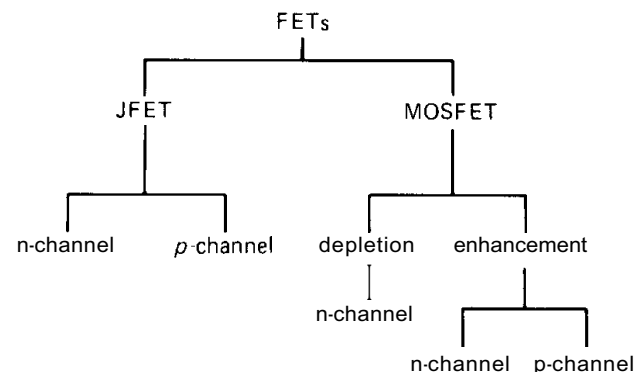 FETs
JFET MOSFET
n-channel p-channel depletion enhancement
n-channel
n-channel p-channel